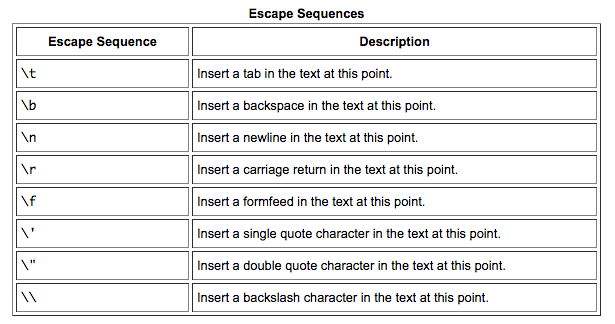 Escape Sequences
Escape Sequence Description
\t Insert a tab in the text at this point.
\b Insert a backspace in the text at this point.
\n Insert a newline in the text at this point.
\r Insert a carriage return in the text at this point.
\f Insert a formfeed in the text at this point.
\' Insert a single quote character in the text at this point.
\" Insert a double quote character in the text at this point.
\\ Insert a backslash character in the text at this point.